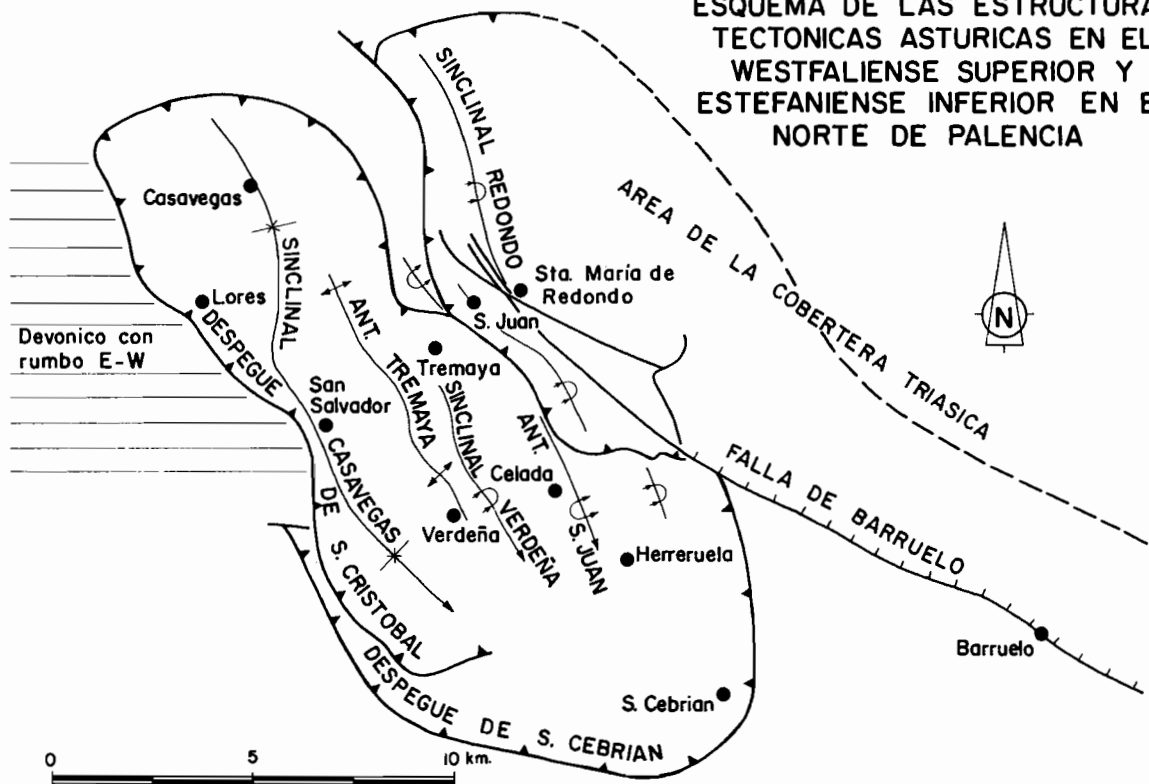 ESQUEMA DE LAS ESTRUCTURA
TECTONICAS ASTURICAS EN EL
WESTFALIENSE SUPERIOR Y
ESTEFANIENSE INFERIOR EN E
NORTE DE PALENCIA
SINCLINAL REDONDO
AREA DE LA COBERTERA TRIASICA
Casavegas
SINCLINAL CASAVEGAS
Lores
Sta. María de
Redondo
S. Juan
N
Devonico con
rumbo E-W
DESPEGUE DE S. CRISTOBAL
ANT. TREMAYA
Tremaya
San
Salvador
SINCLINAL VERDEÑA
ANT. S. JUAN
Celada
Verdeña
FALLA DE BARRUELO
Herreruela
Barruelo
S. Cebrian
DESPEGUE DE S. CEBRIAN
0 5 10 km.